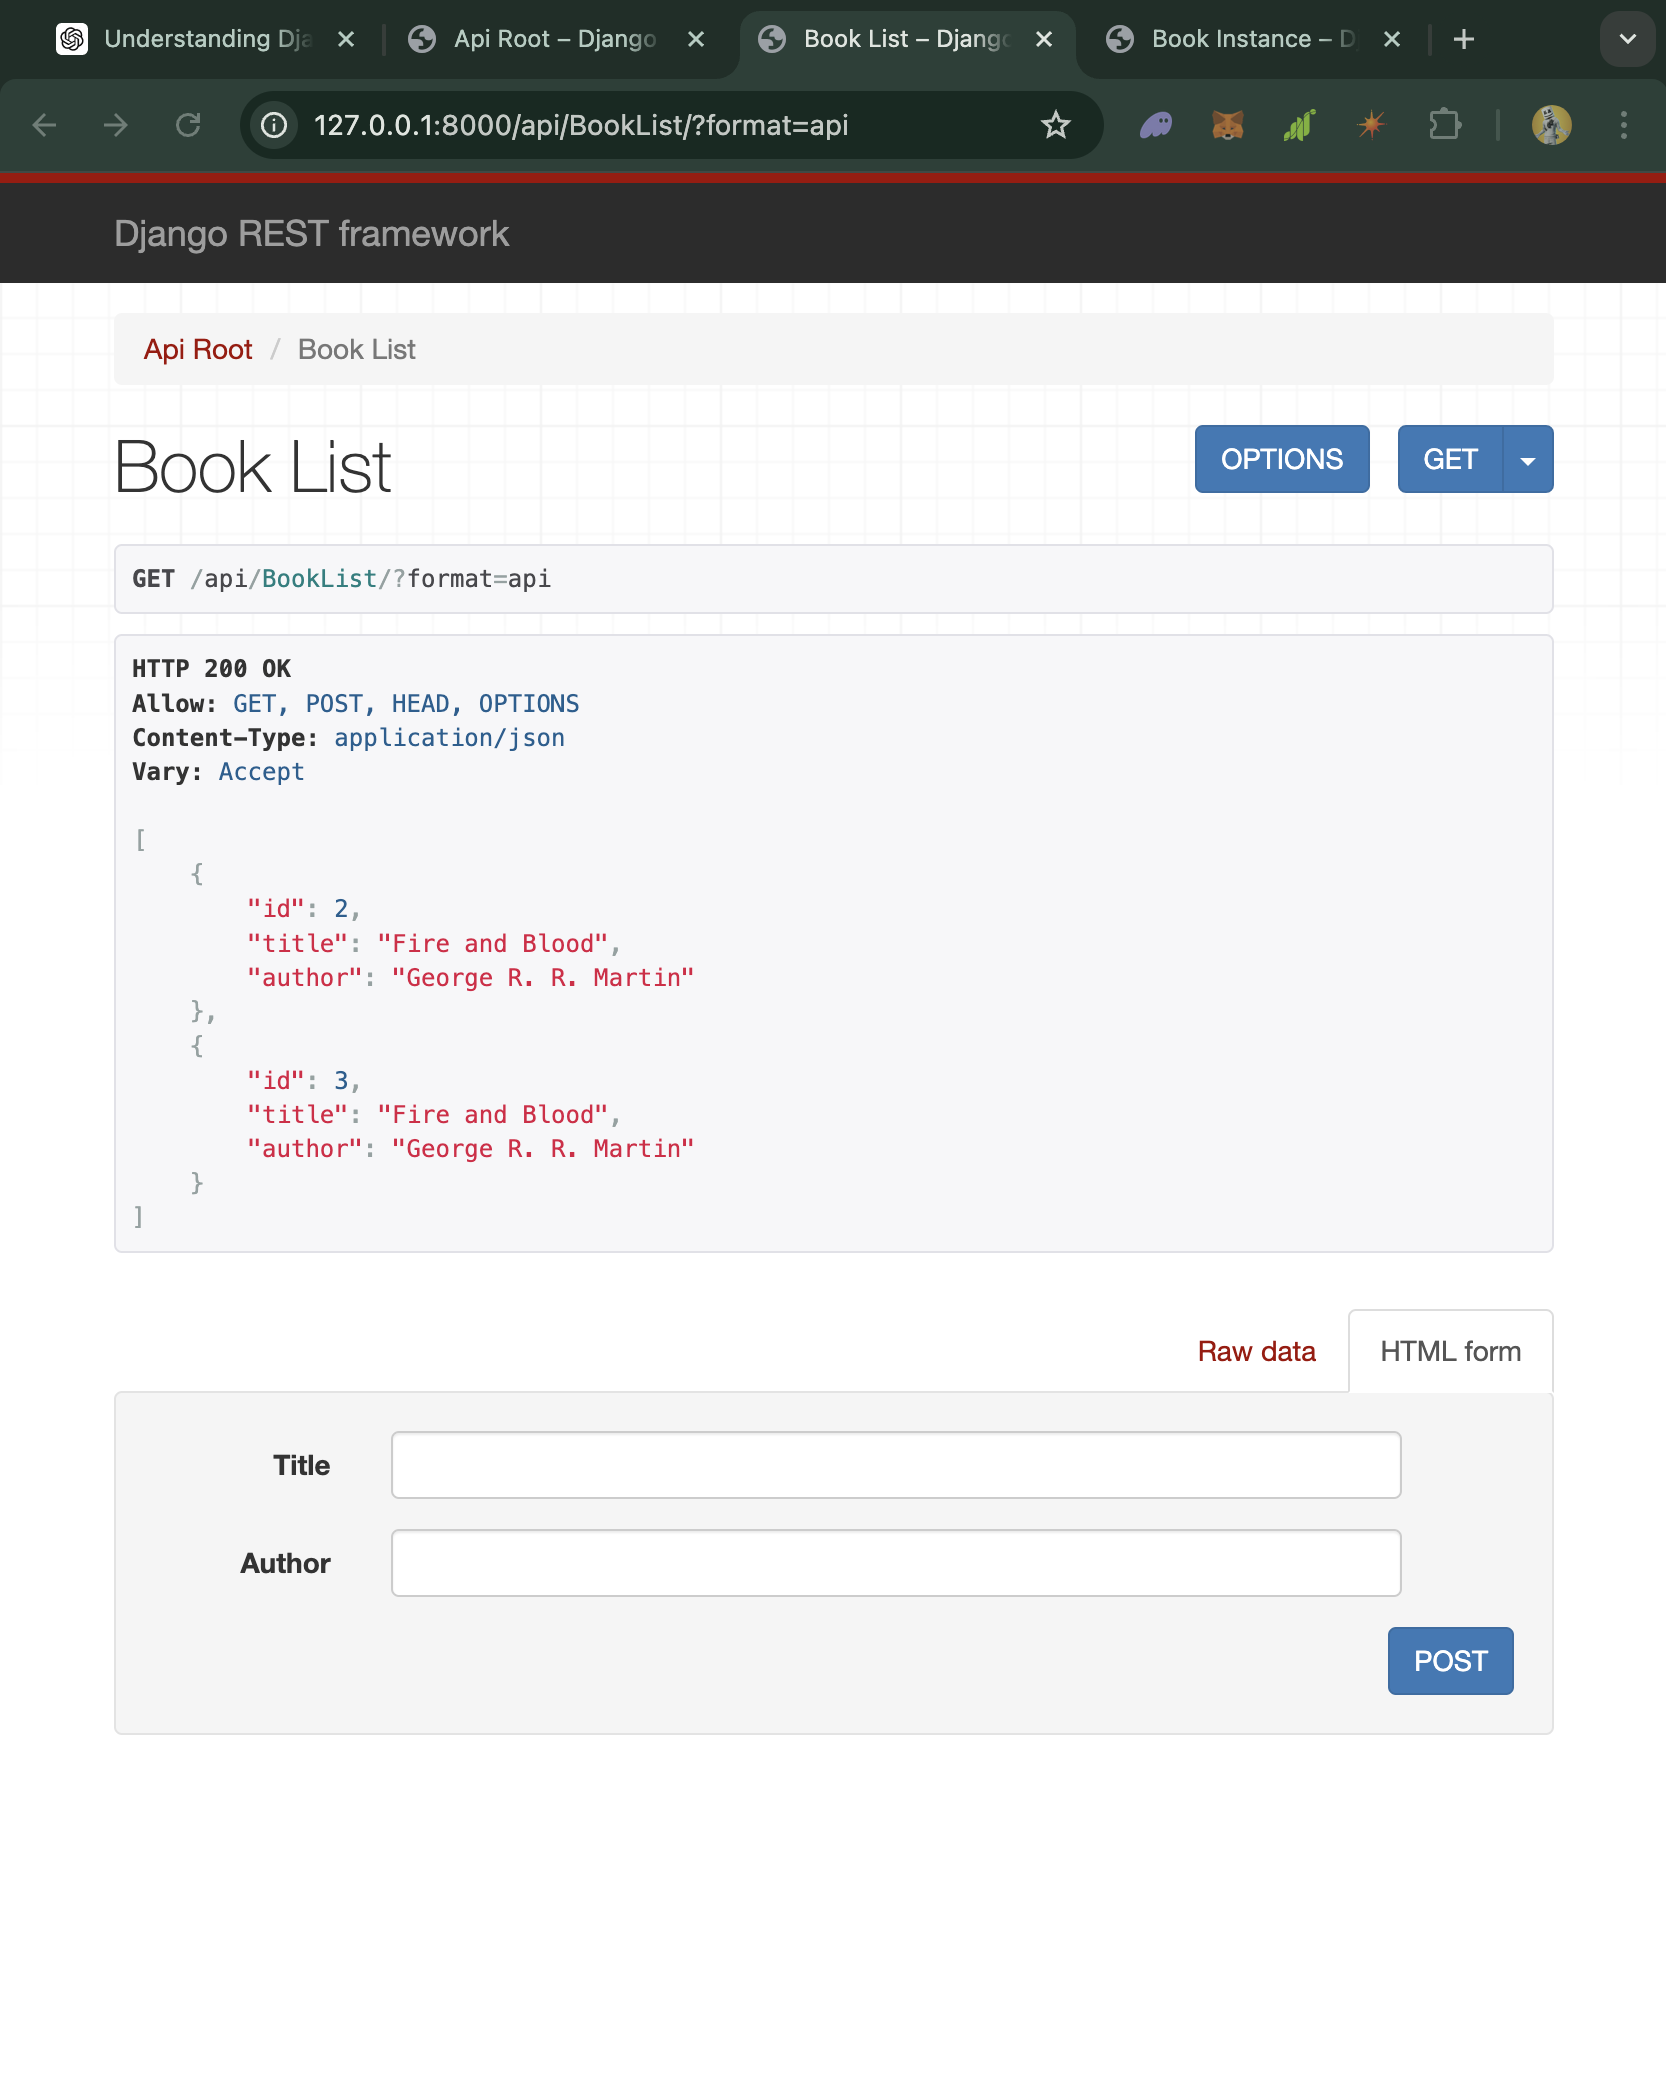 Understanding Dja
Api Root – Django
Book List – Django
Book Instance – D
127.0.0.1:8000/api/BookList/?format=api
Django REST framework
Api Root / Book List
Book List
OPTIONS
GET
GET /api/BookList/?format=api
HTTP 200 OK
Allow: GET, POST, HEAD, OPTIONS
Content-Type: application/json
Vary: Accept
[
    {
        "id": 2,
        "title": "Fire and Blood",
        "author": "George R. R. Martin"
    },
    {
        "id": 3,
        "title": "Fire and Blood",
        "author": "George R. R. Martin"
    }
]
Raw data
HTML form
Title
Author
POST